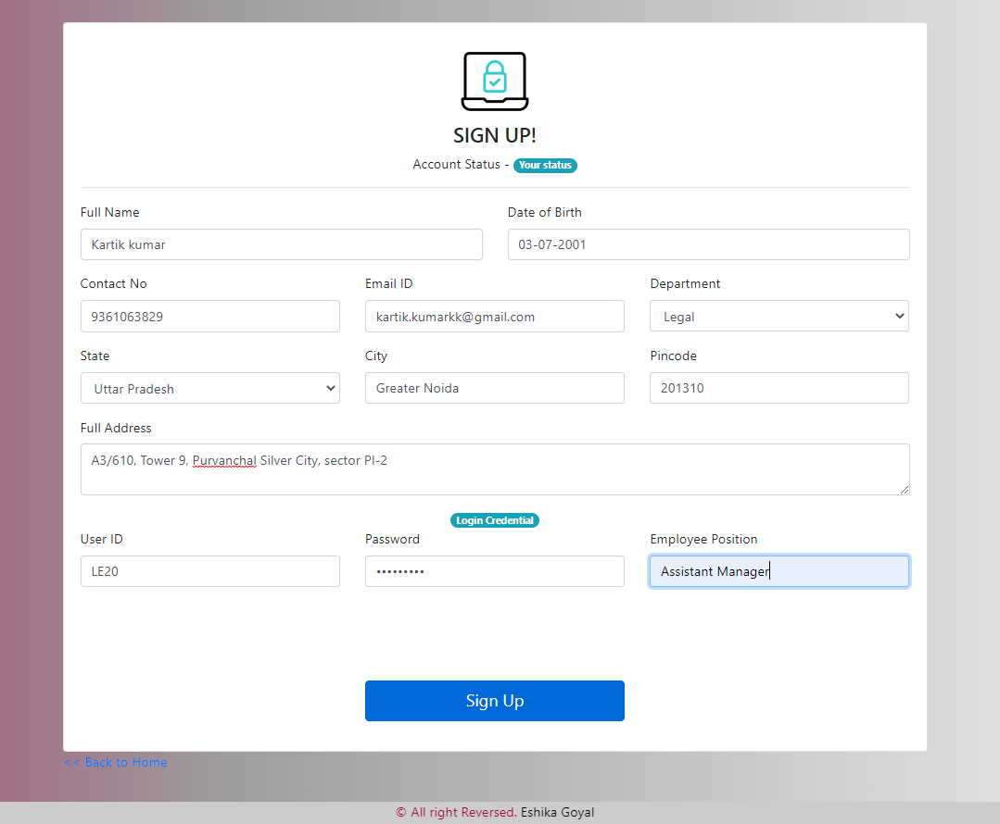 SIGN UP!
Account Status - Your status
Full Name Date of Birth
Kartik kumar 03-07-2001
Contact No Email ID Department
9361063829 kartik.kumarkk@gmail.com Legal
State City Pincode
Uttar Pradesh Greater Noida 201310
Full Address
A3/610, Tower 9, Purvanchal Silver City, sector PI-2
Login Credential
User ID Password Employee Position
LE20 ••••••••• Assistant Manager
Sign Up
<< Back to Home
© All right Reversed. Eshika Goyal